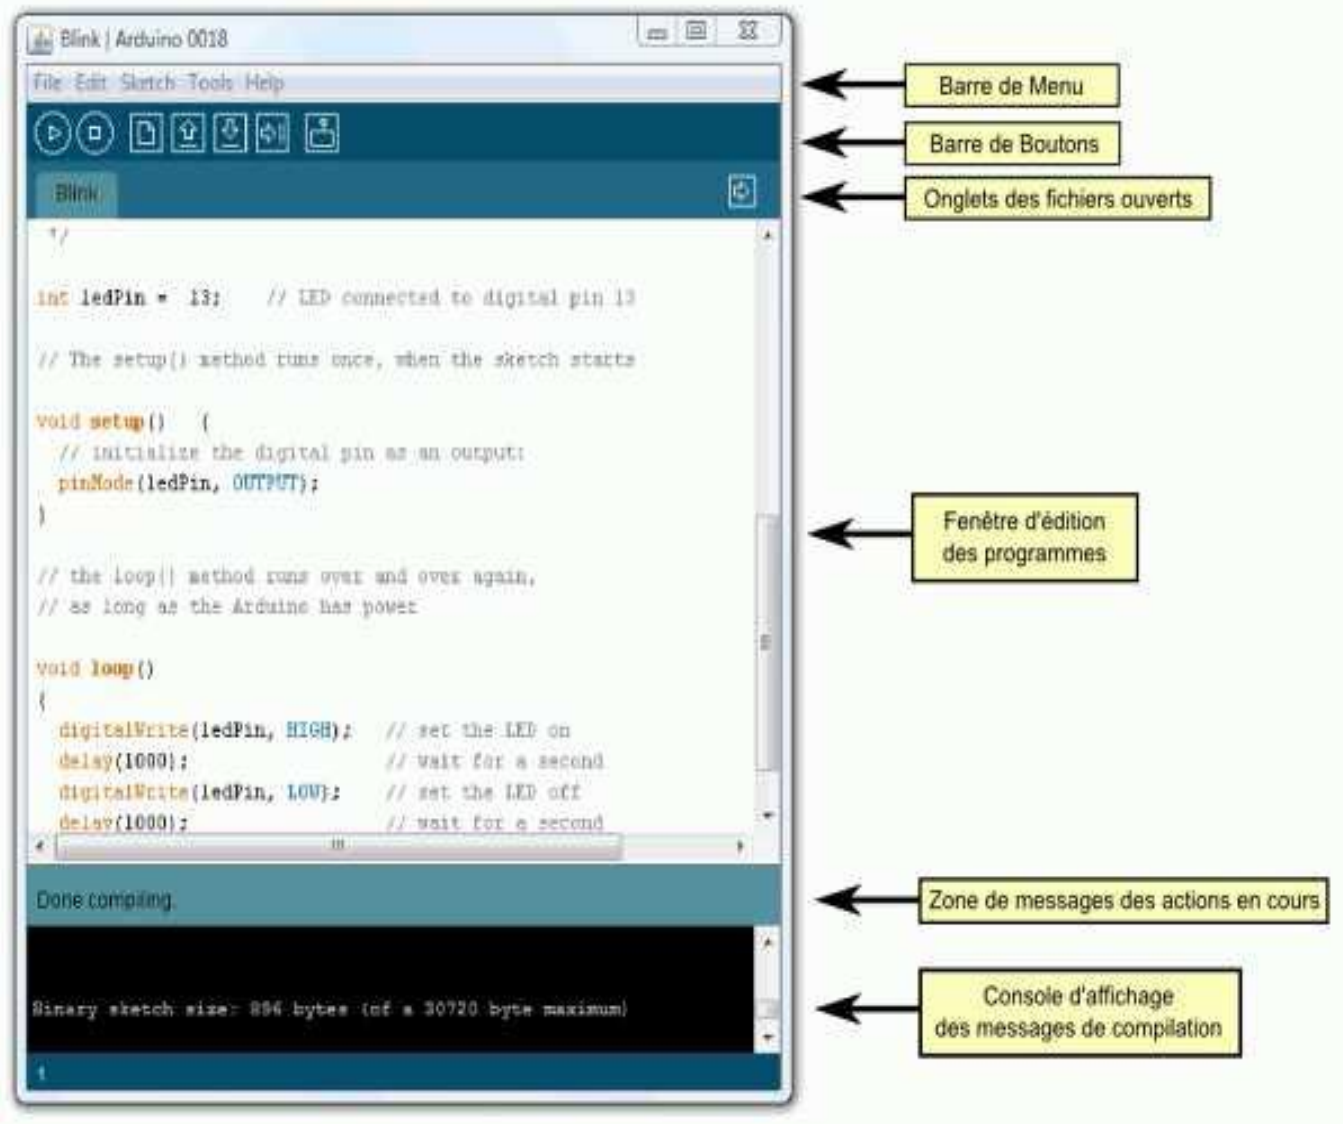 Blink | Arduino 0018
File Edit Sketch Tools Help
Barre de Menu
Barre de Boutons
Blink
Onglets des fichiers ouverts
*/
int ledPin = 13; // LED connected to digital pin 13
// The setup() method runs once, when the sketch starts
void setup() {
// initialize the digital pin as an output:
pinMode(ledPin, OUTPUT);
}
Fenêtre d'édition
des programmes
// the loop() method runs over and over again,
// as long as the Arduino has power
void loop()
{
digitalWrite(ledPin, HIGH); // set the LED on
delay(1000); // wait for a second
digitalWrite(ledPin, LOW); // set the LED off
delay(1000); // wait for a second
Done compiling.
Zone de messages des actions en cours
Binary sketch size: 896 bytes (of a 30720 byte maximum)
Console d'affichage
des messages de compilation
1